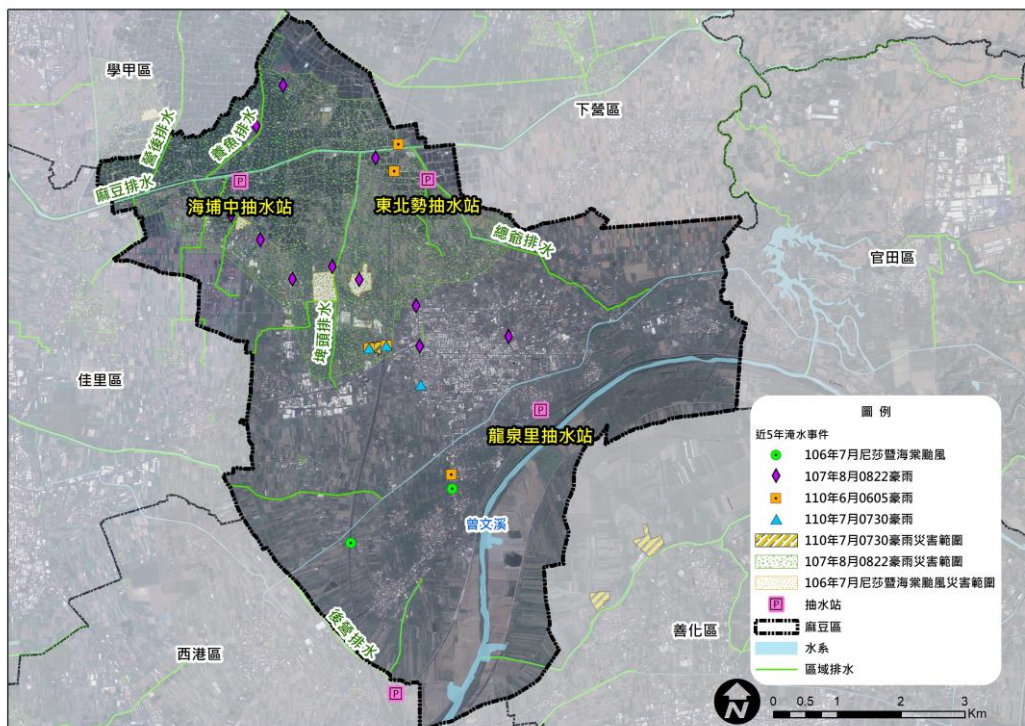 學甲區
下營區
營後排水
養魚排水
麻豆排水
P
海埔中抽水站
P
東北勢抽水站
總爺排水
官田區
埤頭排水
佳里區
P
龍泉里抽水站
曾文溪
後營排水
西港區
善化區
P
圖 例
近5年淹水事件
106年7月尼莎暨海棠颱風
107年8月0822豪雨
110年6月0605豪雨
110年7月0730豪雨
110年7月0730豪雨災害範圍
107年8月0822豪雨災害範圍
106年7月尼莎暨海棠颱風災害範圍
P 抽水站
麻豆區
水系
區域排水
N
0 0.5 1 2 3
Km